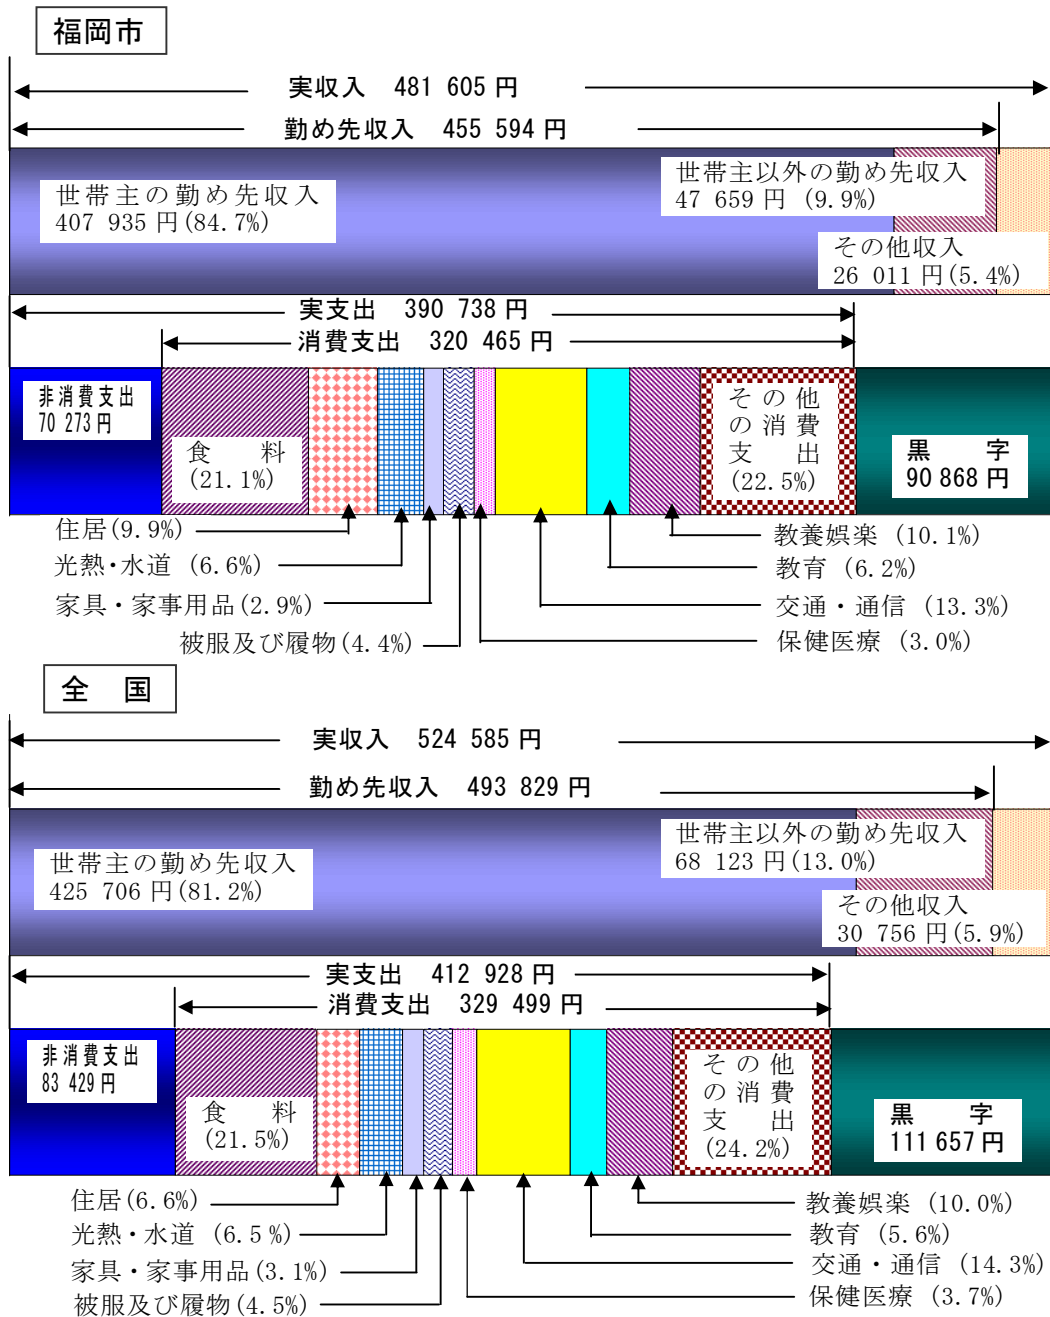 福岡市
実収入 481 605 円
勤め先収入 455 594 円
世帯主の勤め先収入
407 935 円(84.7%)
世帯主以外の勤め先収入
47 659 円 (9.9%)
その他収入
26 011 円(5.4%)
実支出 390 738 円
消費支出 320 465 円
非消費支出
70 273 円
食 料
(21.1%)
その他
の消費
支 出
(22.5%)
黒 字
90 868 円
住居(9.9%)
光熱・水道 (6.6%)
家具・家事用品(2.9%)
被服及び履物(4.4%)
教養娯楽 (10.1%)
教育 (6.2%)
交通・通信 (13.3%)
保健医療 (3.0%)
全 国
実収入 524 585 円
勤め先収入 493 829 円
世帯主の勤め先収入
425 706 円(81.2%)
世帯主以外の勤め先収入
68 123 円(13.0%)
その他収入
30 756 円(5.9%)
実支出 412 928 円
消費支出 329 499 円
非消費支出
83 429 円
食 料
(21.5%)
その他
の消費
支 出
(24.2%)
黒 字
111 657 円
住居(6.6%)
光熱・水道 (6.5%)
家具・家事用品(3.1%)
被服及び履物(4.5%)
教養娯楽 (10.0%)
教育 (5.6%)
交通・通信 (14.3%)
保健医療 (3.7%)